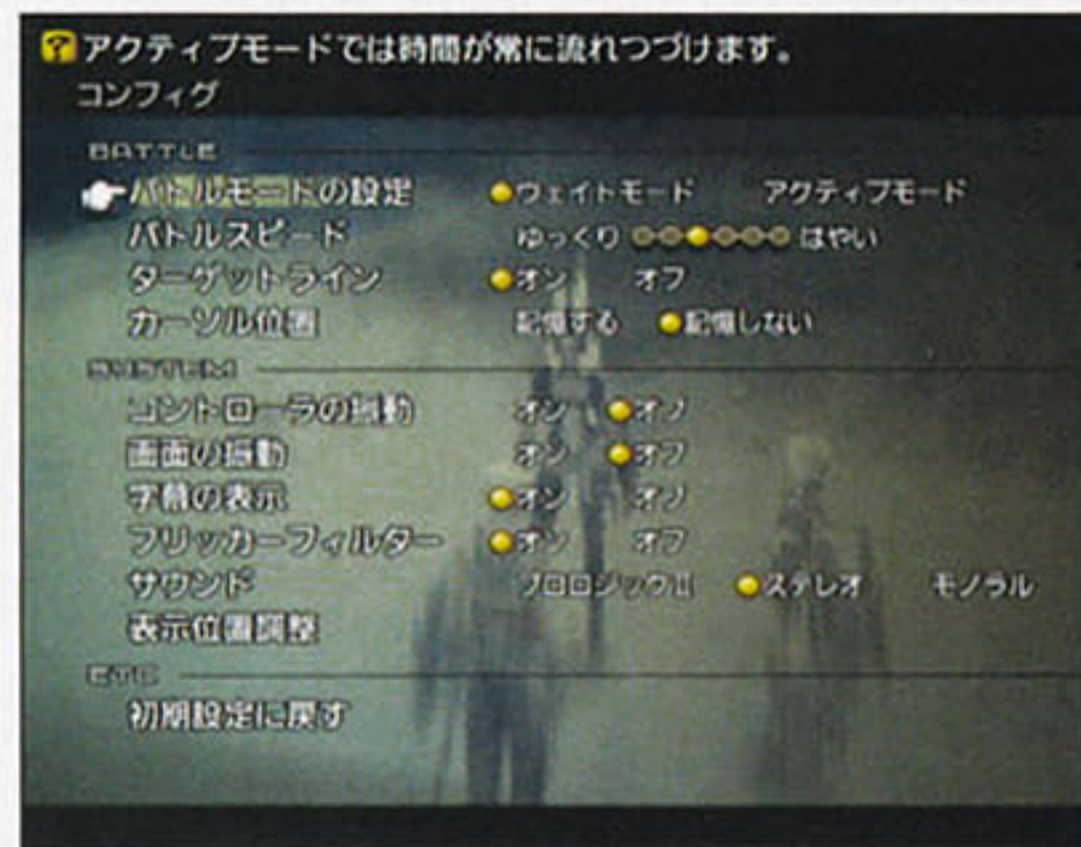 ?アクティブモードでは時間が常に流れつづけます。
コンフィグ
BATTLE
バトルモードの設定 ウェイトモード アクティブモード
バトルスピード ゆっくり はやい
ターゲットライン オン オフ
カーソル位置 記憶する 記憶しない
SYSTEM
コントローラの振動 オン オフ
画面の振動 オン オフ
字幕の表示 オン オフ
フリッカーフィルター オン オフ
サウンド プロロジックⅡ ステレオ モノラル
表示位置調整
ETC
初期設定に戻す